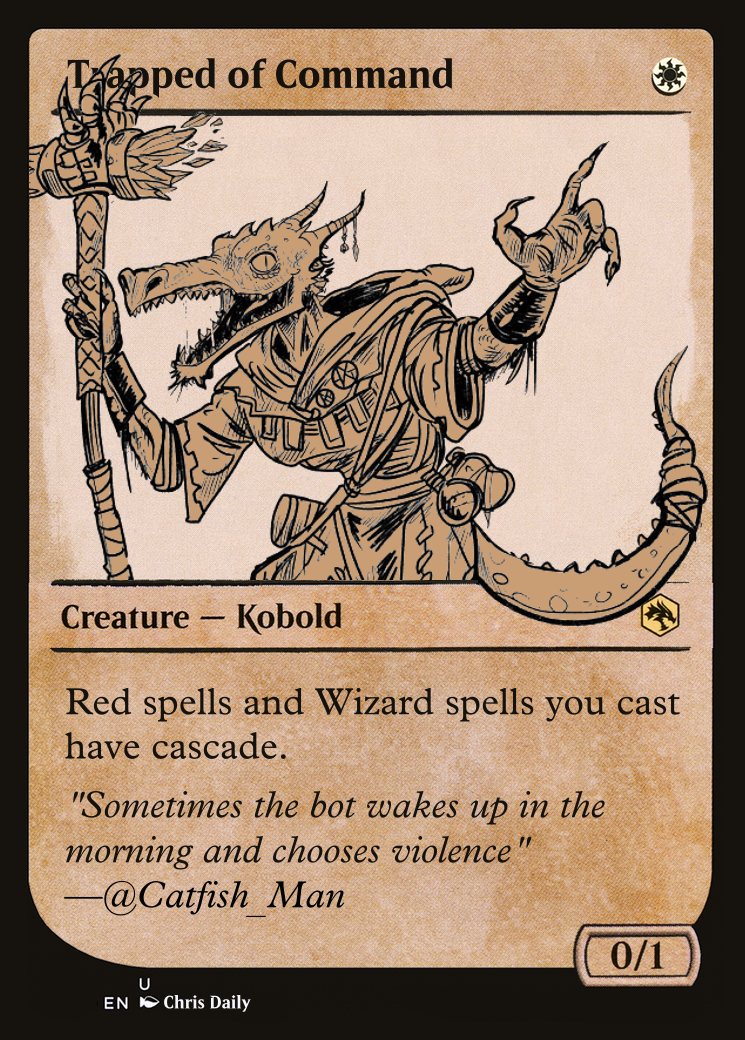 Trapped of Command
Creature — Kobold
Red spells and Wizard spells you cast
have cascade.
"Sometimes the bot wakes up in the
morning and chooses violence"
—@Catfish_Man
0/1
U
EN Chris Daily